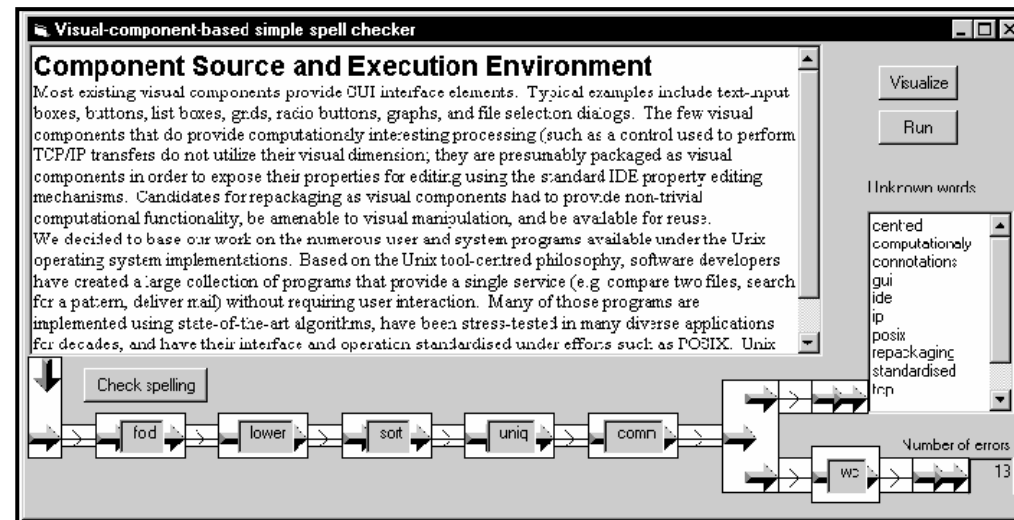 Visual-component-based simple spell checker
Component Source and Execution Environment
Most existing visual components provide GUI interface elements. Typical examples include text-input
boxes, buttons, list boxes, grids, radio buttons, graphs, and file selection dialogs. The few visual
components that do provide computationaly interesting processing (such as a control used to perform
TCP/IP transfers do not utilize their visual dimension; they are presumably packaged as visual
components in order to expose their properties for editing using the standard IDE property editing
mechanisms. Candidates for repackaging as visual components had to provide non-trivial
computational functionality, be amenable to visual manipulation, and be available for reuse.
We decided to base our work on the numerous user and system programs available under the Unix
operating system implementations. Based on the Unix tool-centred philosophy, software developers
have created a large collection of programs that provide a single service (e.g. compare two files, search
for a pattern, deliver mail) without requiring user interaction. Many of those programs are
implemented using state-of-the-art algorithms, have been stress-tested in many diverse applications
for decades, and have their interface and operation standardised under efforts such as POSIX. Unix
Visualize
Run
Unknown words
centred
computationaly
connotations
gui
ide
ip
posix
repackaging
standardised
tcp
Check spelling
fod lower sort uniq comn
wc
Number of errors
13